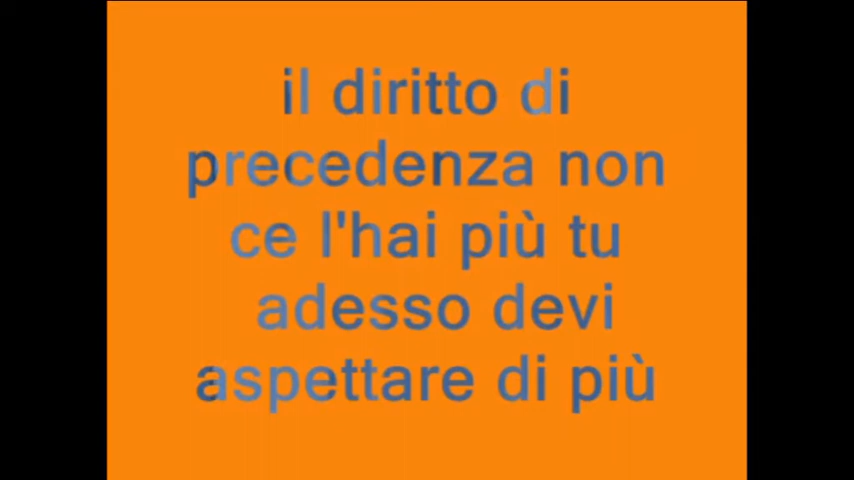 il diritto di
precedenza non
ce l'hai più tu
adesso devi
aspettare di più